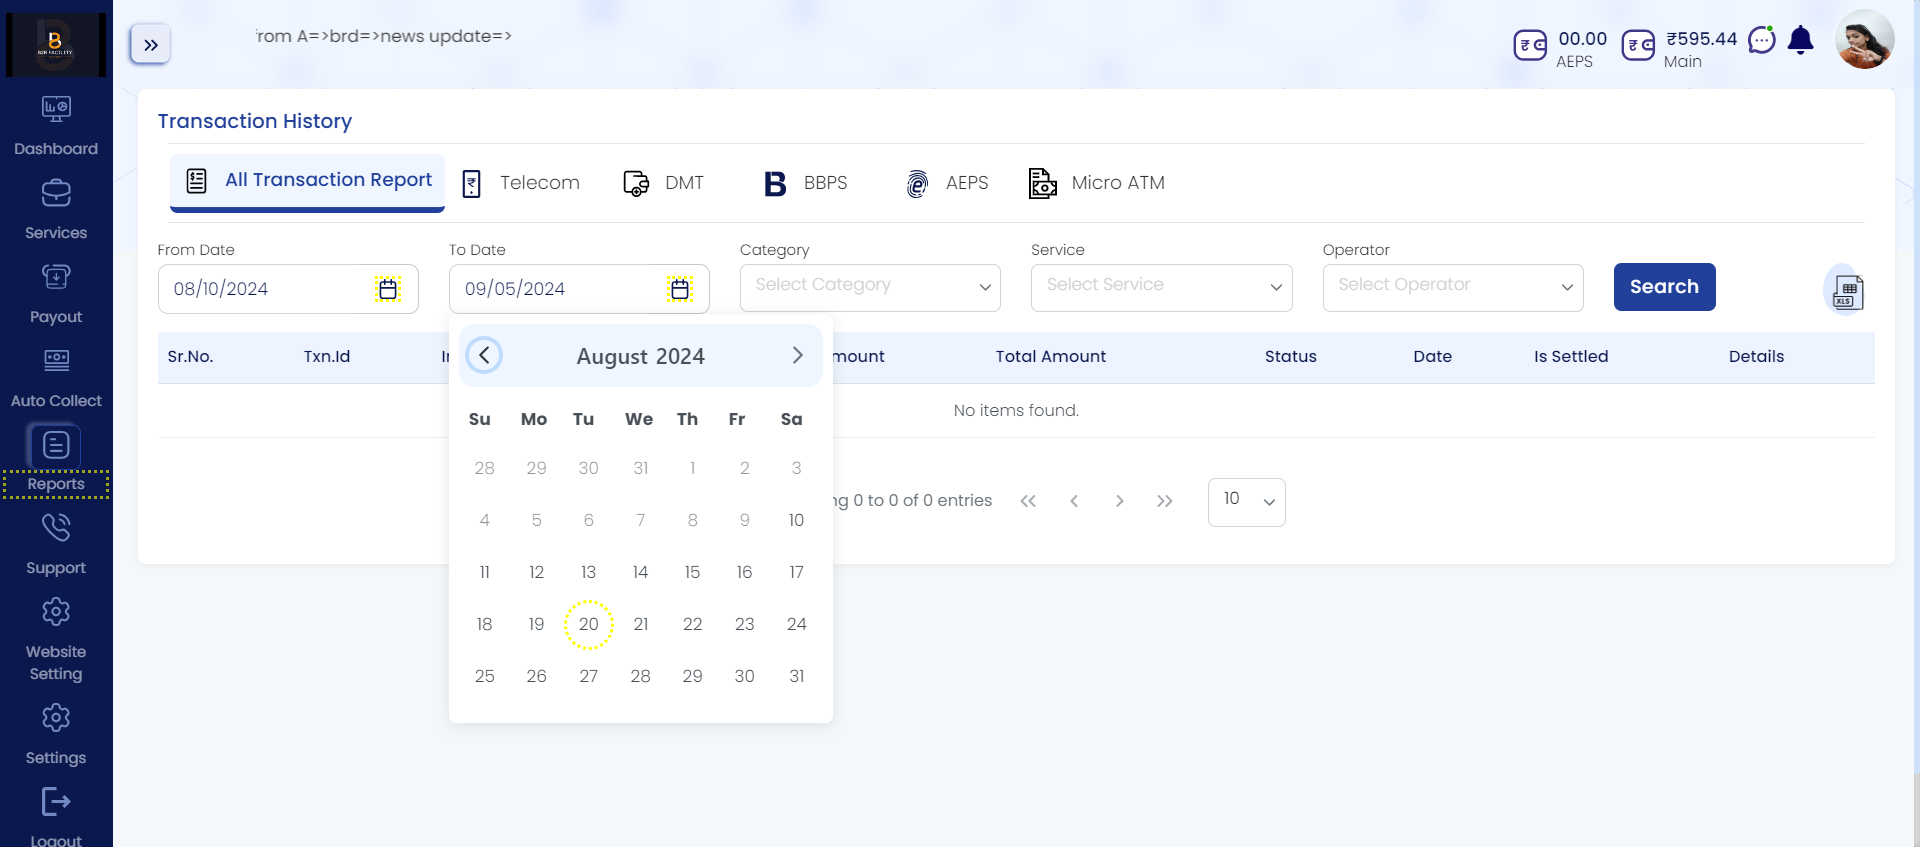 B2B FACILITY
from A=>brd=>news update=>
00.00
AEPS
₹595.44
Main
Dashboard
Services
Payout
Auto Collect
Reports
Support
Website
Setting
Settings
Logout
Transaction History
All Transaction Report
Telecom
DMT
BBPS
AEPS
Micro ATM
From Date
To Date
Category
Service
Operator
08/10/2024
09/05/2024
Select Category
Select Service
Select Operator
Search
XLS
Sr.No.
Txn.Id
Total Amount
Status
Date
Is Settled
Details
No items found.
0 to 0 of 0 entries
10
August 2024
Su Mo Tu We Th Fr Sa
28 29 30 31 1 2 3
4 5 6 7 8 9 10
11 12 13 14 15 16 17
18 19 20 21 22 23 24
25 26 27 28 29 30 31